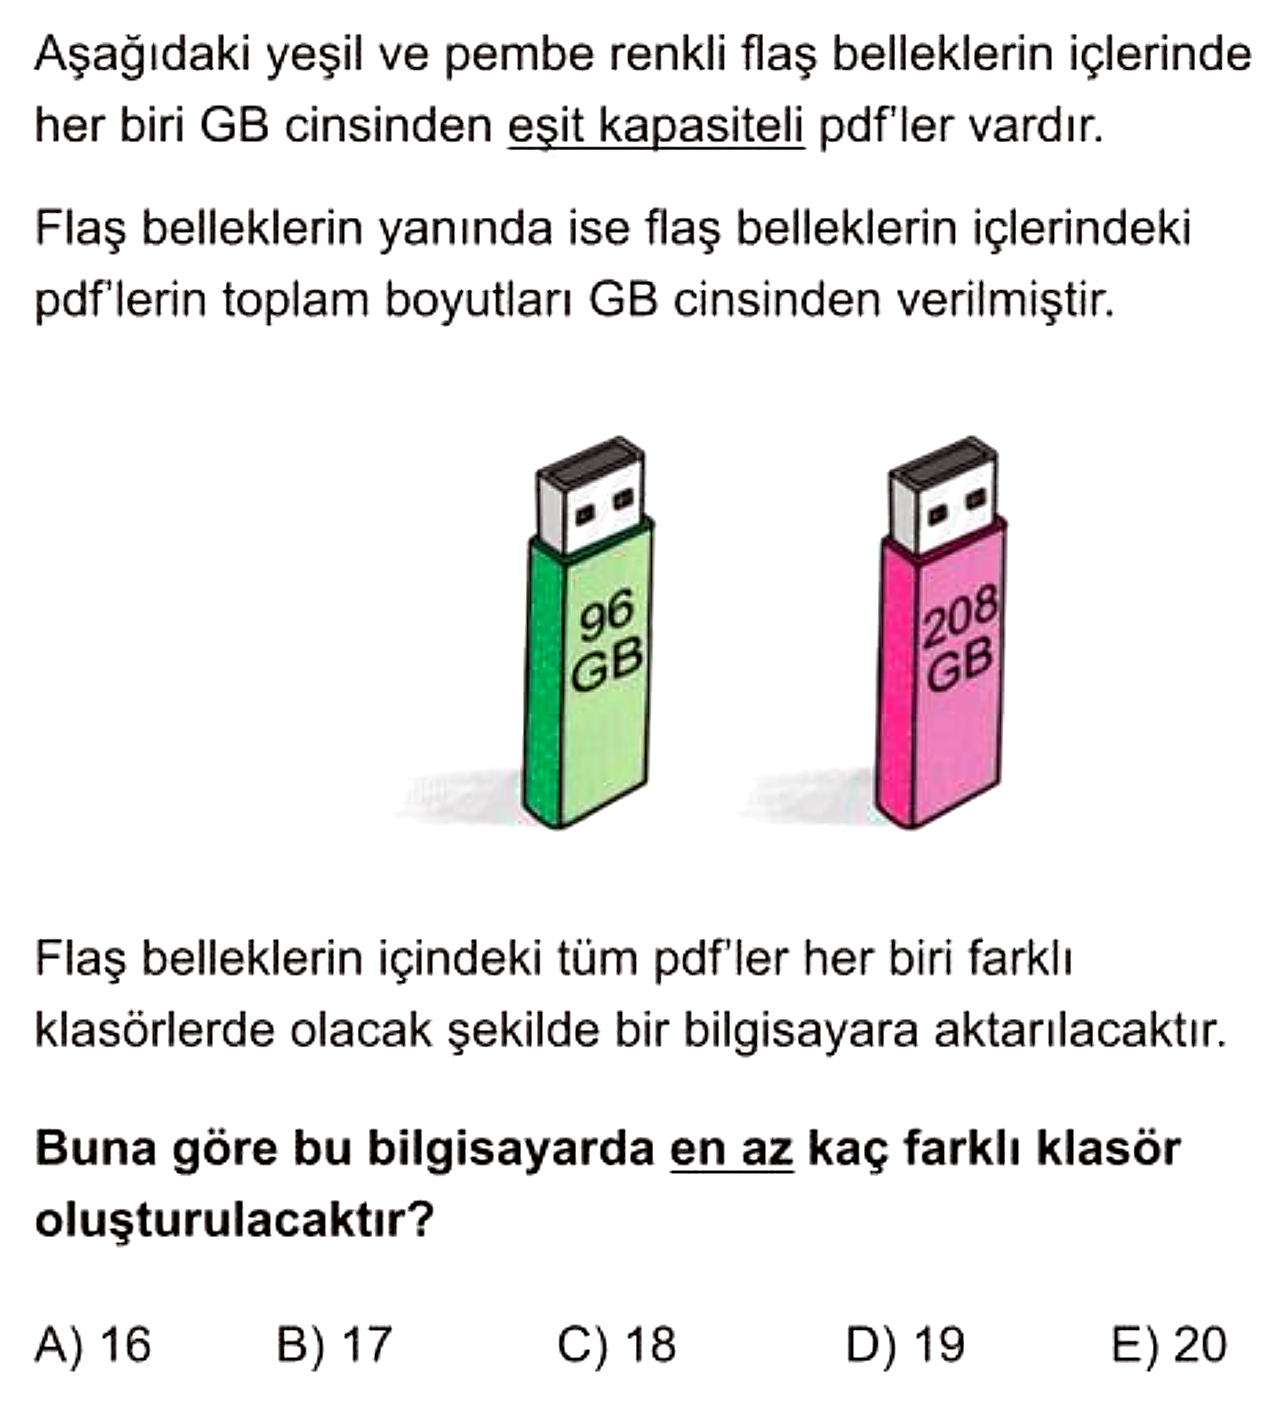 Aşağıdaki yeşil ve pembe renkli flaş belleklerin içlerinde
her biri GB cinsinden eşit kapasiteli pdf'ler vardır.
Flaş belleklerin yanında ise flaş belleklerin içlerindeki
pdf'lerin toplam boyutları GB cinsinden verilmiştir.
96
GB
208
GB
Flaş belleklerin içindeki tüm pdf'ler her biri farklı
klasörlerde olacak şekilde bir bilgisayara aktarılacaktır.
Buna göre bu bilgisayarda en az kaç farklı klasör
oluşturulacaktır?
A) 16 B) 17 C) 18 D) 19 E) 20